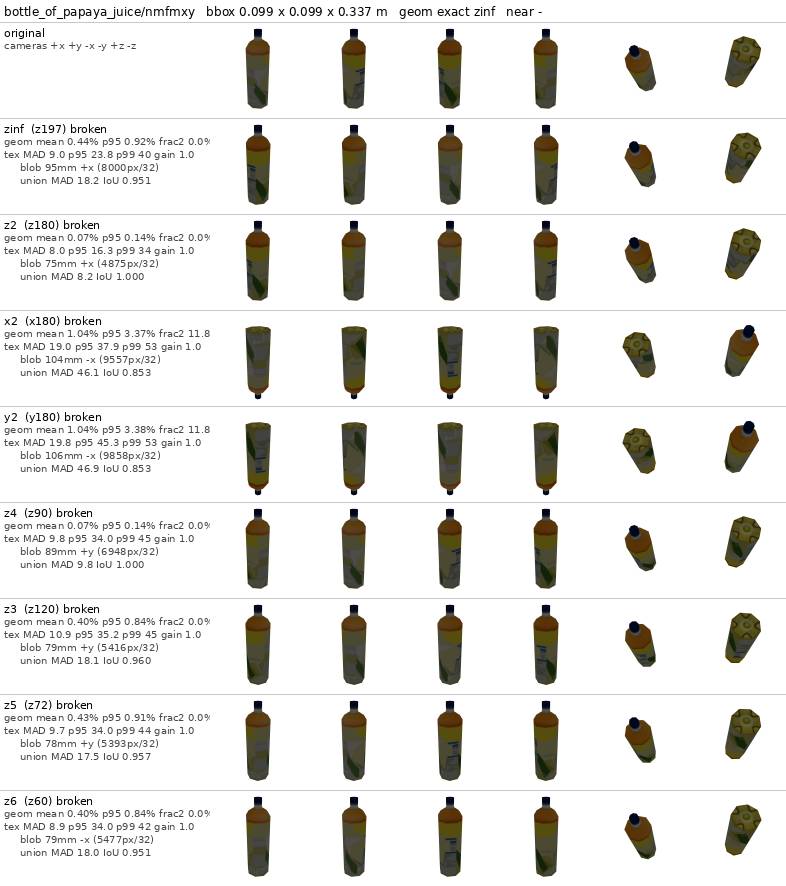 bottle_of_papaya_juice/nmfmxy bbox 0.099 x 0.099 x 0.337 m geom exact zinf near -
original
cameras +x +y -x -y +z -z
zinf (z197) broken
geom mean 0.44% p95 0.92% frac2 0.0%
tex MAD 9.0 p95 23.8 p99 40 gain 1.0
blob 95mm +x (8000px/32)
union MAD 18.2 IoU 0.951
z2 (z180) broken
geom mean 0.07% p95 0.14% frac2 0.0%
tex MAD 8.0 p95 16.3 p99 34 gain 1.0
blob 75mm +x (4875px/32)
union MAD 8.2 IoU 1.000
x2 (x180) broken
geom mean 1.04% p95 3.37% frac2 11.8
tex MAD 19.0 p95 37.9 p99 53 gain 1.0
blob 104mm -x (9557px/32)
union MAD 46.1 IoU 0.853
y2 (y180) broken
geom mean 1.04% p95 3.38% frac2 11.8
tex MAD 19.8 p95 45.3 p99 53 gain 1.0
blob 106mm -x (9858px/32)
union MAD 46.9 IoU 0.853
z4 (z90) broken
geom mean 0.07% p95 0.14% frac2 0.0%
tex MAD 9.8 p95 34.0 p99 45 gain 1.0
blob 89mm +y (6948px/32)
union MAD 9.8 IoU 1.000
z3 (z120) broken
geom mean 0.40% p95 0.84% frac2 0.0%
tex MAD 10.9 p95 35.2 p99 45 gain 1.0
blob 79mm +y (5416px/32)
union MAD 18.1 IoU 0.960
z5 (z72) broken
geom mean 0.43% p95 0.91% frac2 0.0%
tex MAD 9.7 p95 34.0 p99 44 gain 1.0
blob 78mm +y (5393px/32)
union MAD 17.5 IoU 0.957
z6 (z60) broken
geom mean 0.40% p95 0.84% frac2 0.0%
tex MAD 8.9 p95 34.0 p99 42 gain 1.0
blob 79mm -x (5477px/32)
union MAD 18.0 IoU 0.951